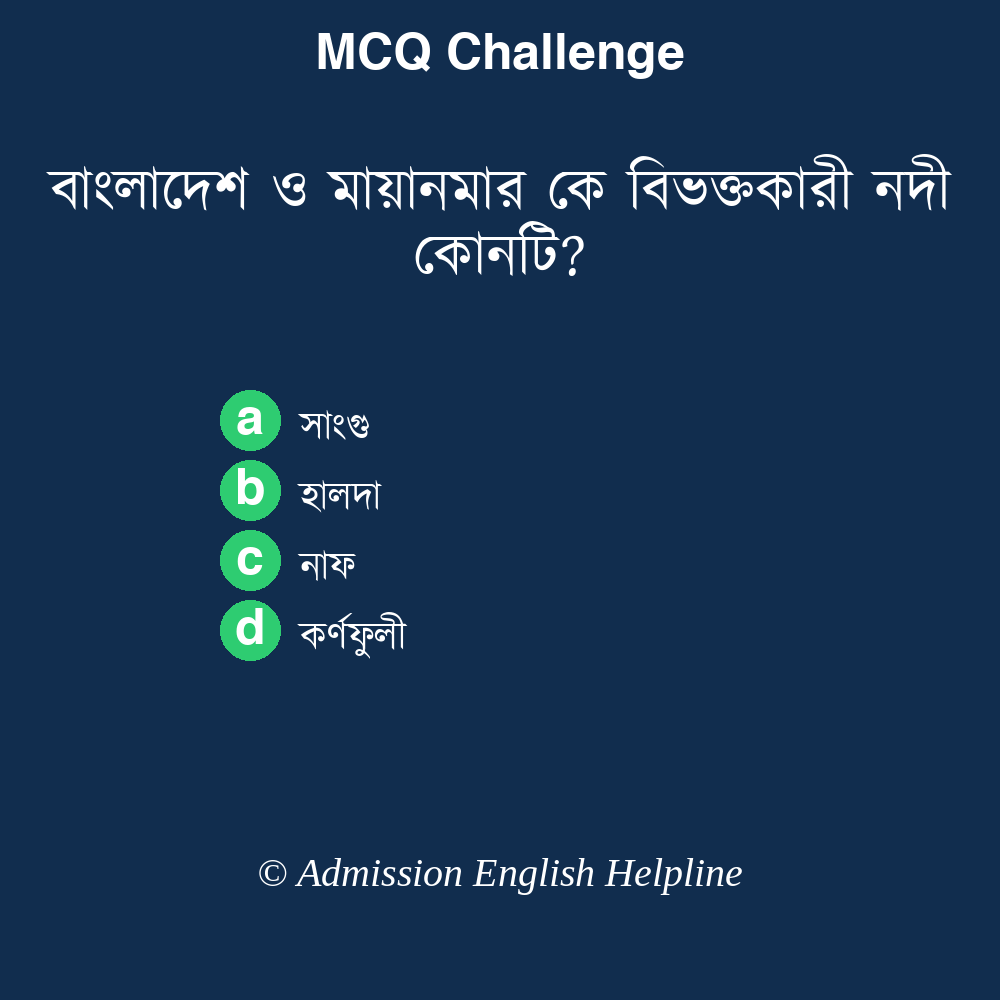 MCQ Challenge
বাংলাদেশ ও মায়ানমার কে বিভক্তকারী নদী
কোনটি?
a সাংগু
b হালদা
c নাফ
d কর্ণফুলী
© Admission English Helpline